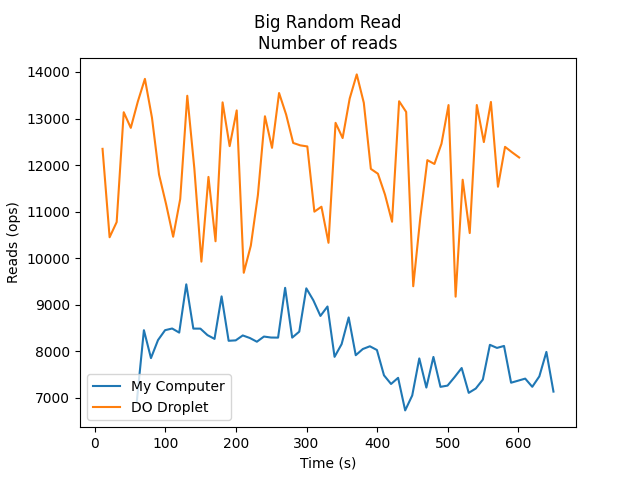 Big Random Read
Number of reads
Reads (ops)
14000
13000
12000
11000
10000
9000
8000
7000
My Computer
DO Droplet
0 100 200 300 400 500 600
Time (s)